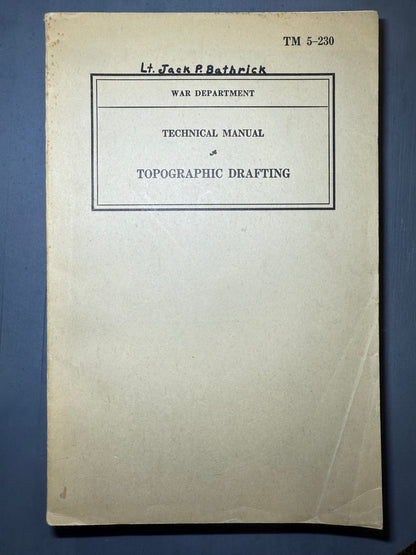 TM 5-230
Lt. Jack P. Bathrick
WAR DEPARTMENT
TECHNICAL MANUAL
TOPOGRAPHIC DRAFTING